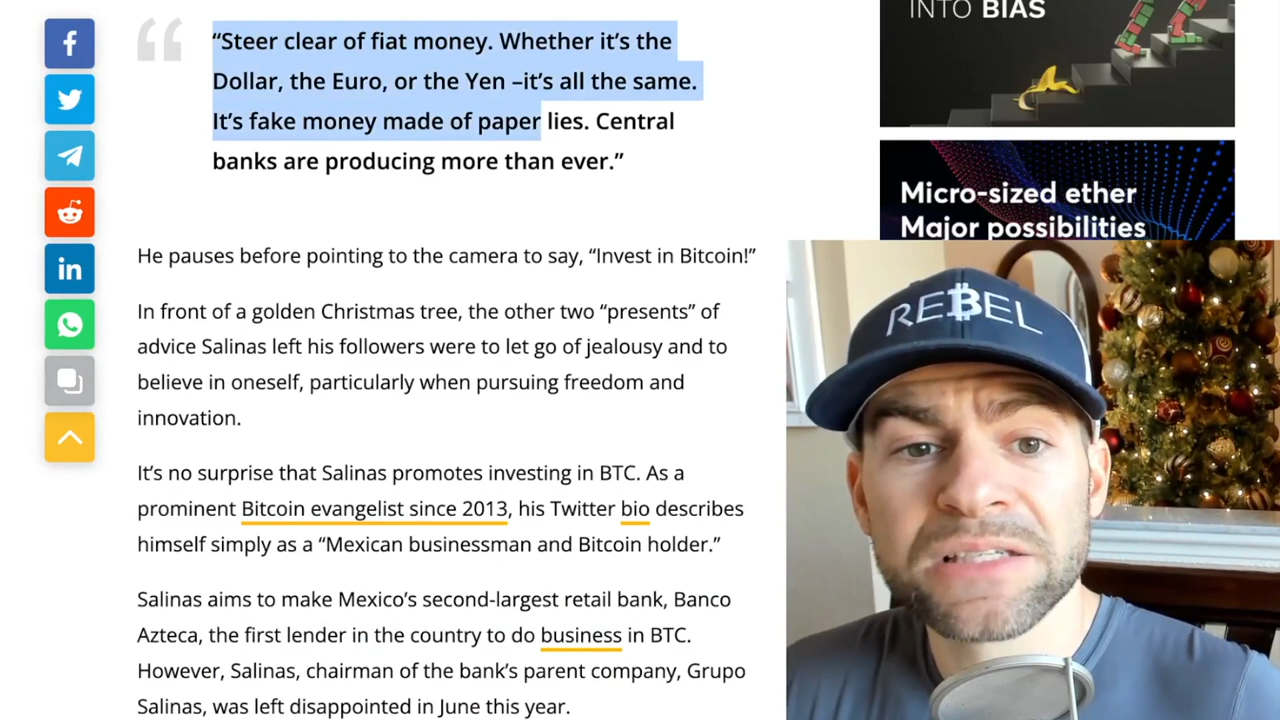 “Steer clear of fiat money. Whether it’s the
Dollar, the Euro, or the Yen –it’s all the same.
It’s fake money made of paper lies. Central
banks are producing more than ever.”
He pauses before pointing to the camera to say, “Invest in Bitcoin!”
In front of a golden Christmas tree, the other two “presents” of
advice Salinas left his followers were to let go of jealousy and to
believe in oneself, particularly when pursuing freedom and
innovation.
It’s no surprise that Salinas promotes investing in BTC. As a
prominent Bitcoin evangelist since 2013, his Twitter bio describes
himself simply as a “Mexican businessman and Bitcoin holder.”
Salinas aims to make Mexico’s second-largest retail bank, Banco
Azteca, the first lender in the country to do business in BTC.
However, Salinas, chairman of the bank’s parent company, Grupo
Salinas, was left disappointed in June this year.
INTO BIAS
Micro-sized ether
Major possibilities
REBEL